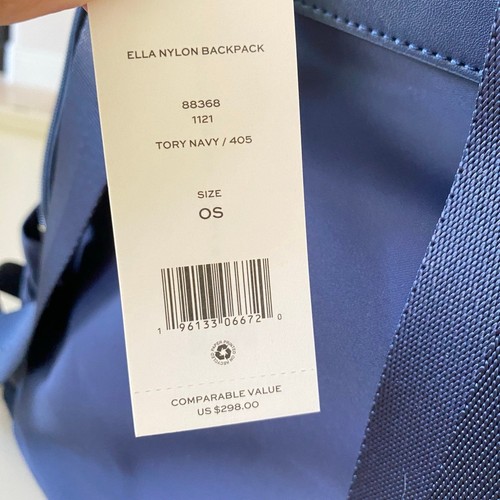 ELLA NYLON BACKPACK
88368
1121
TORY NAVY / 405
SIZE
OS
1 96133 06672 0
COMPARABLE VALUE
US $298.00